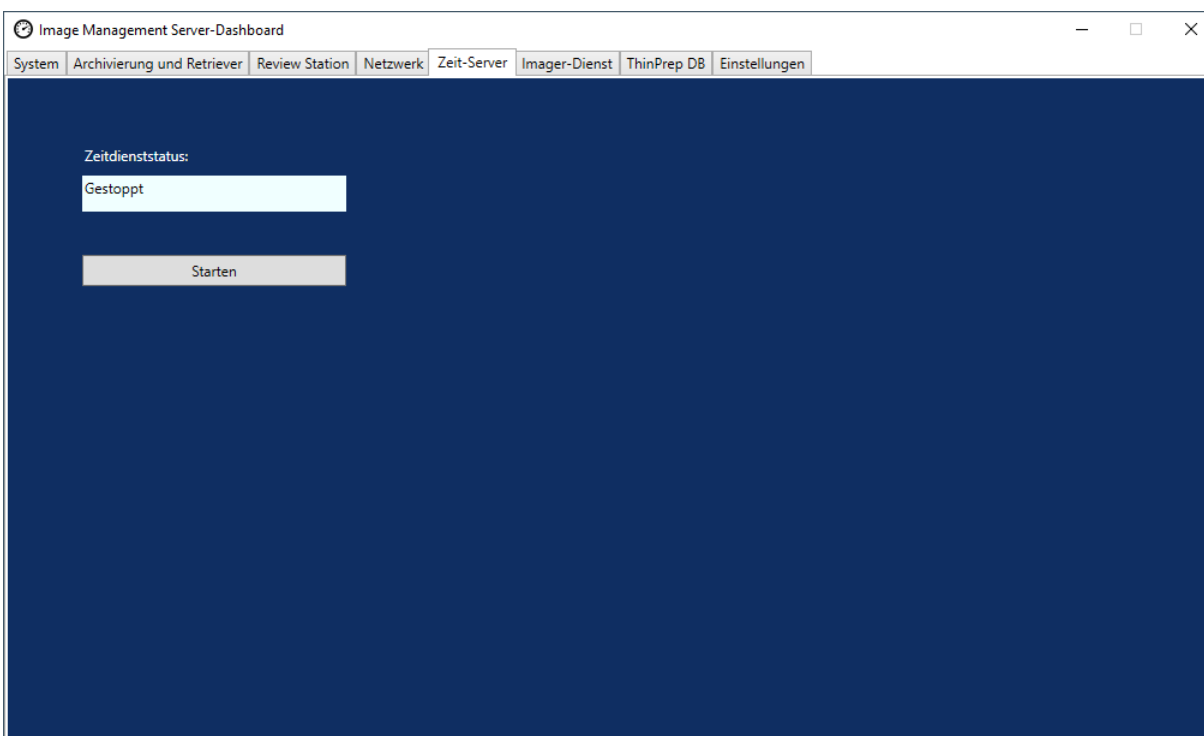 Image Management Server-Dashboard
System Archivierung und Retriever Review Station Netzwerk Zeit-Server Imager-Dienst ThinPrep DB Einstellungen
Zeitdienststatus:
Gestoppt
Starten